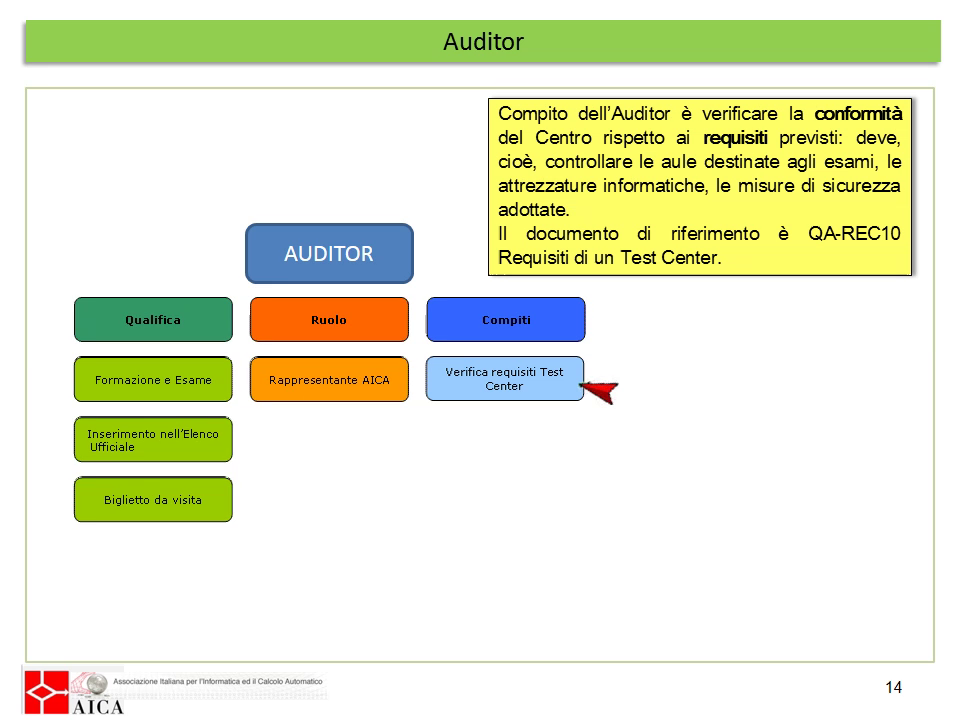 Auditor
Compito dell'Auditor è verificare la conformità
del Centro rispetto ai requisiti previsti: deve,
cioè, controllare le aule destinate agli esami, le
attrezzature informatiche, le misure di sicurezza
adottate.
Il documento di riferimento è QA-REC10
Requisiti di un Test Center.
AUDITOR
Qualifica
Ruolo
Compiti
Formazione e Esame
Rappresentante AICA
Verifica requisiti Test
Center
Inserimento nell'Elenco
Ufficiale
Biglietto da visita
Associazione Italiana per l'Informatica ed il Calcolo Automatico
AICA
14